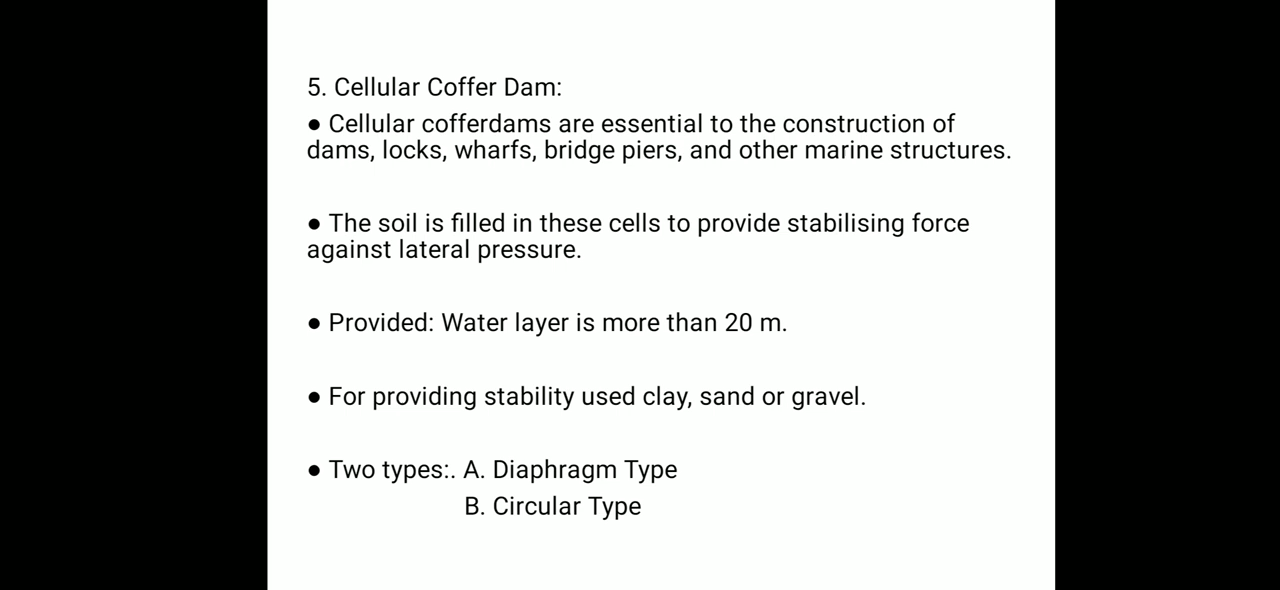 5. Cellular Coffer Dam:
● Cellular cofferdams are essential to the construction of
dams, locks, wharfs, bridge piers, and other marine structures.
● The soil is filled in these cells to provide stabilising force
against lateral pressure.
● Provided: Water layer is more than 20 m.
● For providing stability used clay, sand or gravel.
● Two types:. A. Diaphragm Type
B. Circular Type